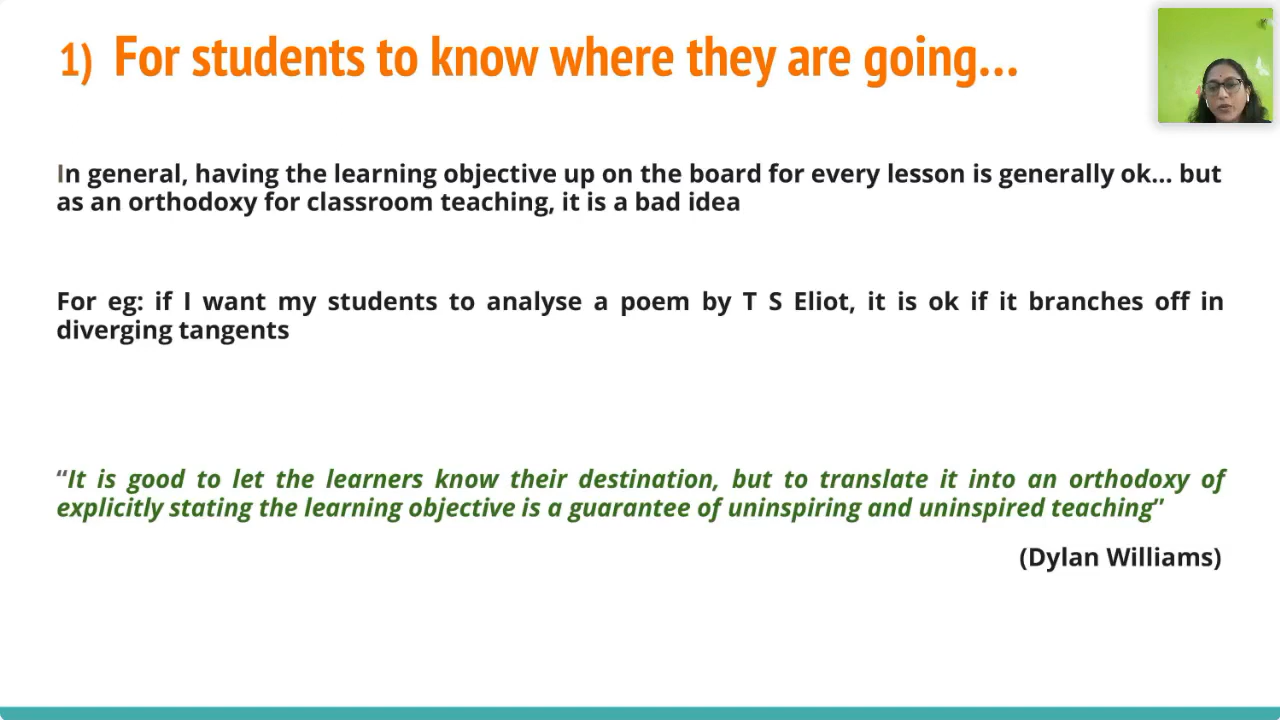 1) For students to know where they are going...
In general, having the learning objective up on the board for every lesson is generally ok... but
as an orthodoxy for classroom teaching, it is a bad idea
For eg: if I want my students to analyse a poem by T S Eliot, it is ok if it branches off in
diverging tangents
“It is good to let the learners know their destination, but to translate it into an orthodoxy of
explicitly stating the learning objective is a guarantee of uninspiring and uninspired teaching”
(Dylan Williams)